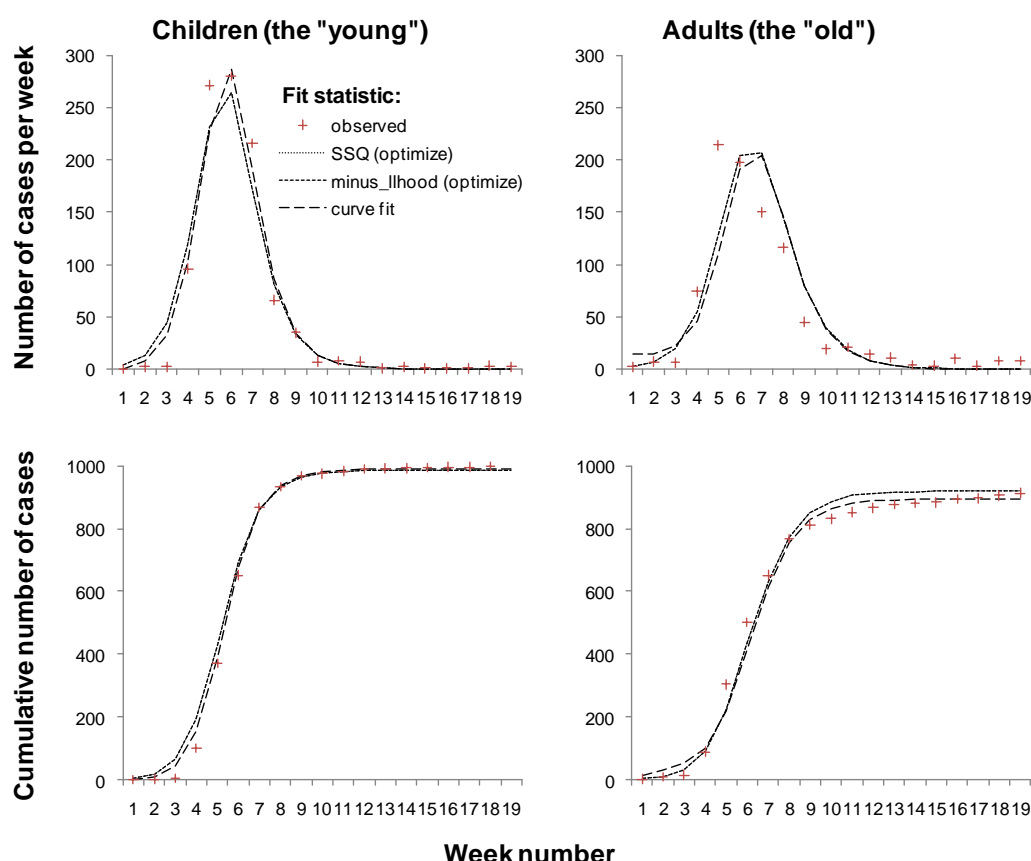 Children (the "young")
Adults (the "old")
Number of cases per week
300
250
200
150
100
50
0
Fit statistic:
observed
SSQ (optimize)
minus_llhood (optimize)
curve fit
1 2 3 4 5 6 7 8 9 10 11 12 13 14 15 16 17 18 19
300
250
200
150
100
50
0
1 2 3 4 5 6 7 8 9 10 11 12 13 14 15 16 17 18 19
Cumulative number of cases
1000
800
600
400
200
0
1 2 3 4 5 6 7 8 9 10 11 12 13 14 15 16 17 18 19
1000
800
600
400
200
0
1 2 3 4 5 6 7 8 9 10 11 12 13 14 15 16 17 18 19
Week number